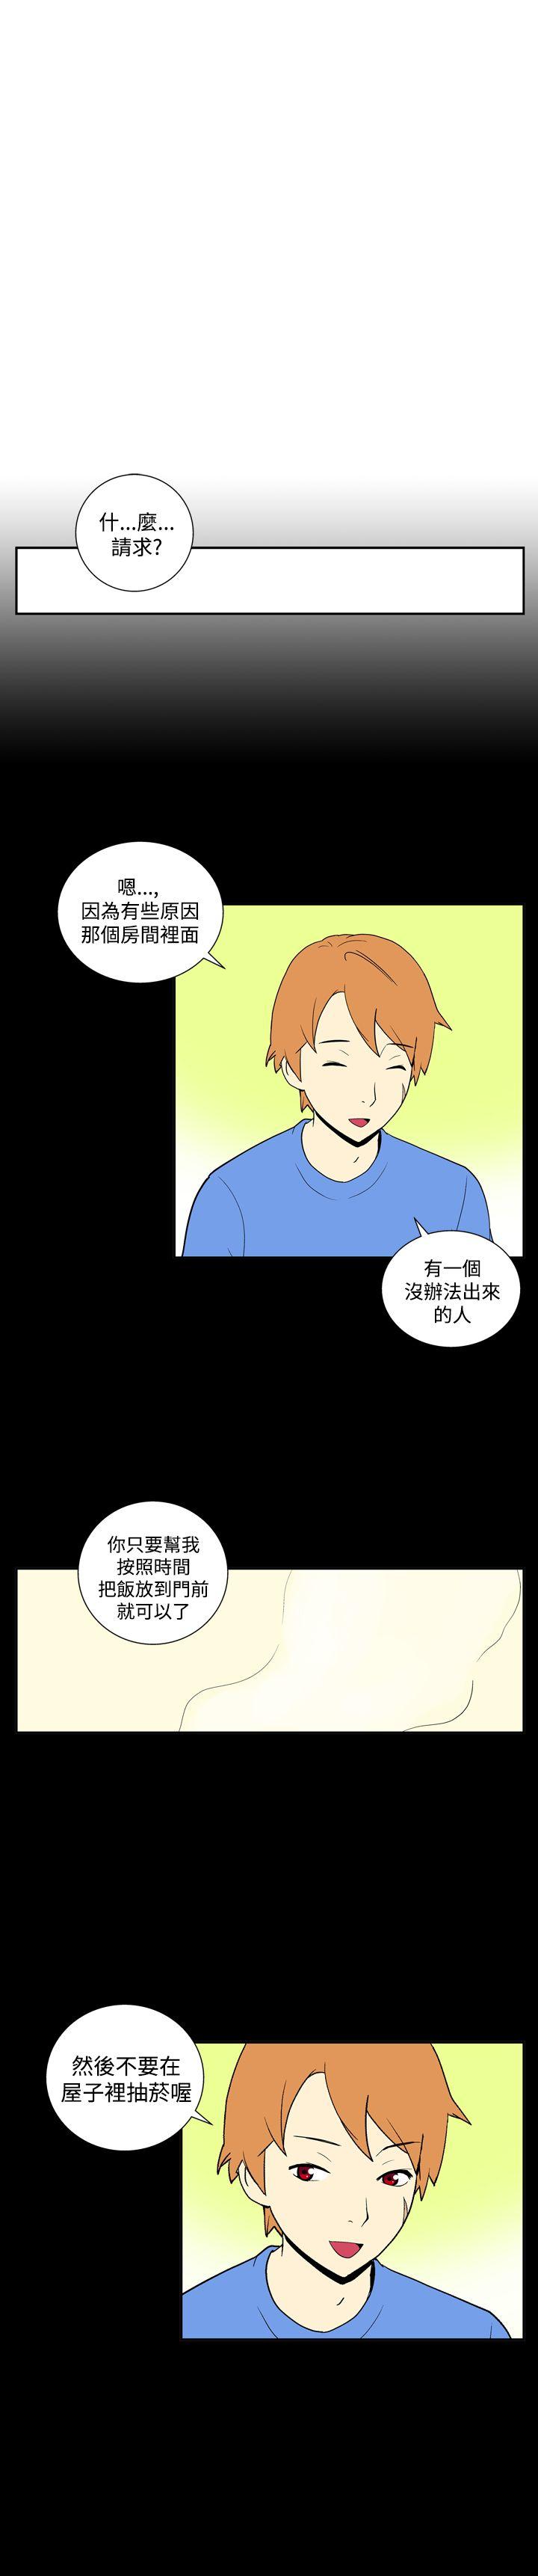 什...麼...
請求?
嗯...,
因為有些原因
那個房間裡面
有一個
沒辦法出來
的人
你只要幫我
按照時間
把飯放到門前
就可以了
然後不要在
屋子裡抽菸喔